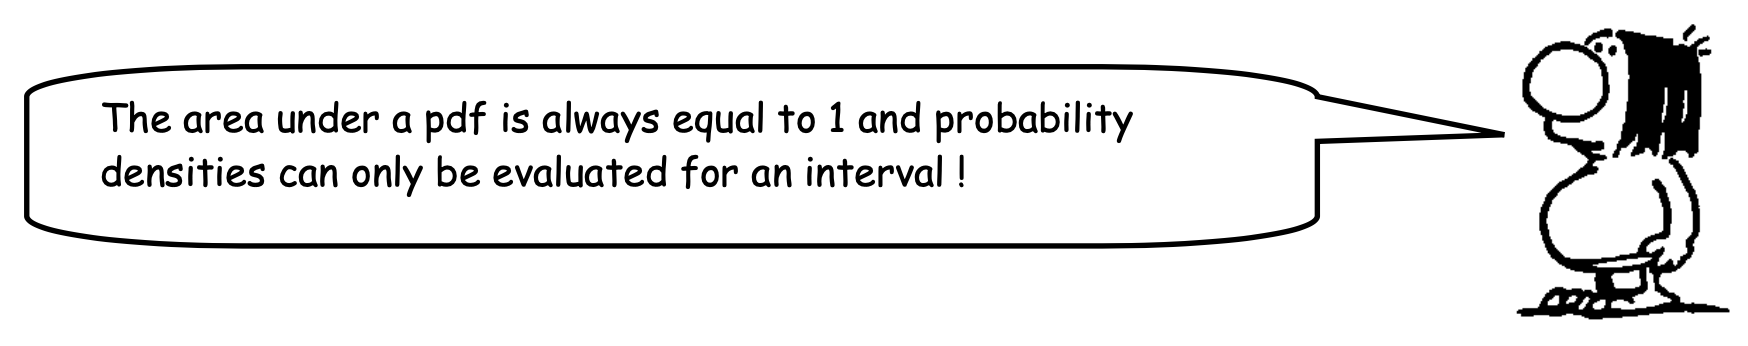 The area under a pdf is always equal to 1 and probability
densities can only be evaluated for an interval !